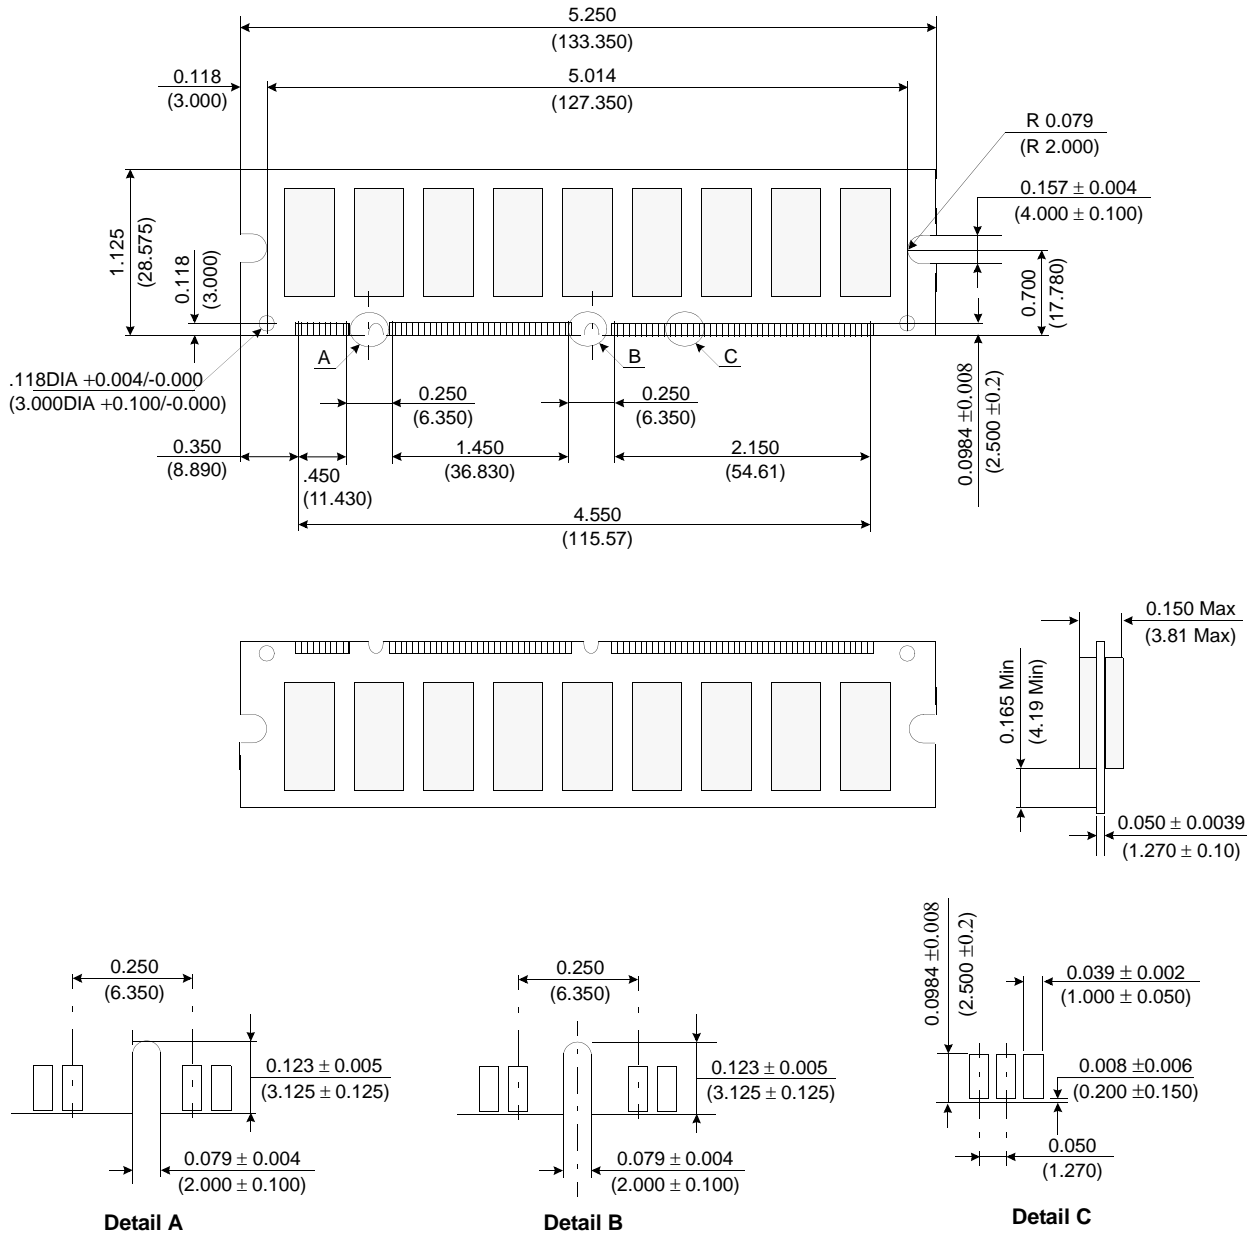 5.250
(133.350)
0.118
(3.000)
5.014
(127.350)
R 0.079
(R 2.000)
0.157 ± 0.004
(4.000 ± 0.100)
1.125
(28.575)
0.118
(3.000)
0.700
(17.780)
A
B
C
.118DIA +0.004/-0.000
(3.000DIA +0.100/-0.000)
0.250
(6.350)
0.250
(6.350)
0.0984 ±0.008
(2.500 ±0.2)
0.350
(8.890)
.450
(11.430)
1.450
(36.830)
2.150
(54.61)
4.550
(115.57)
0.150 Max
(3.81 Max)
0.165 Min
(4.19 Min)
0.050 ± 0.0039
(1.270 ± 0.10)
0.250
(6.350)
0.123 ± 0.005
(3.125 ± 0.125)
0.079 ± 0.004
(2.000 ± 0.100)
Detail A
0.250
(6.350)
0.123 ± 0.005
(3.125 ± 0.125)
0.079 ± 0.004
(2.000 ± 0.100)
Detail B
0.0984 ±0.008
(2.500 ±0.2)
0.039 ± 0.002
(1.000 ± 0.050)
0.008 ±0.006
(0.200 ±0.150)
0.050
(1.270)
Detail C